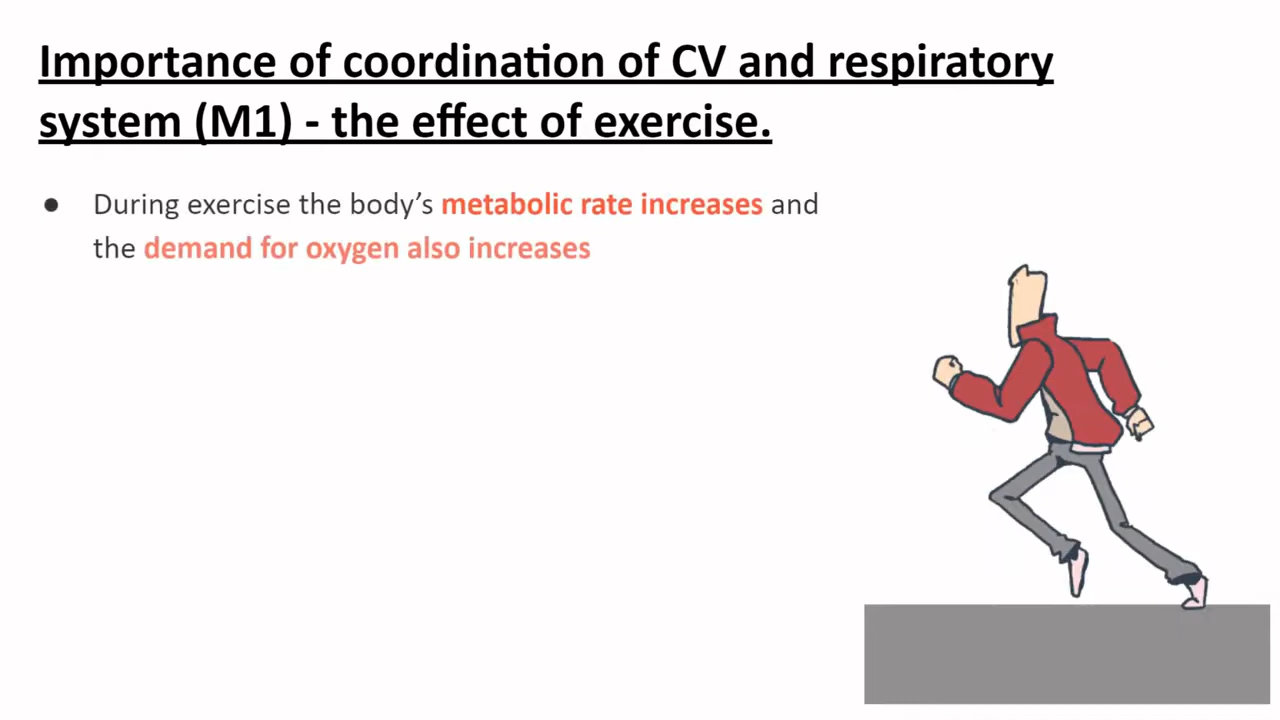 Importance of coordination of CV and respiratory
system (M1) - the effect of exercise.
● During exercise the body’s metabolic rate increases and
the demand for oxygen also increases